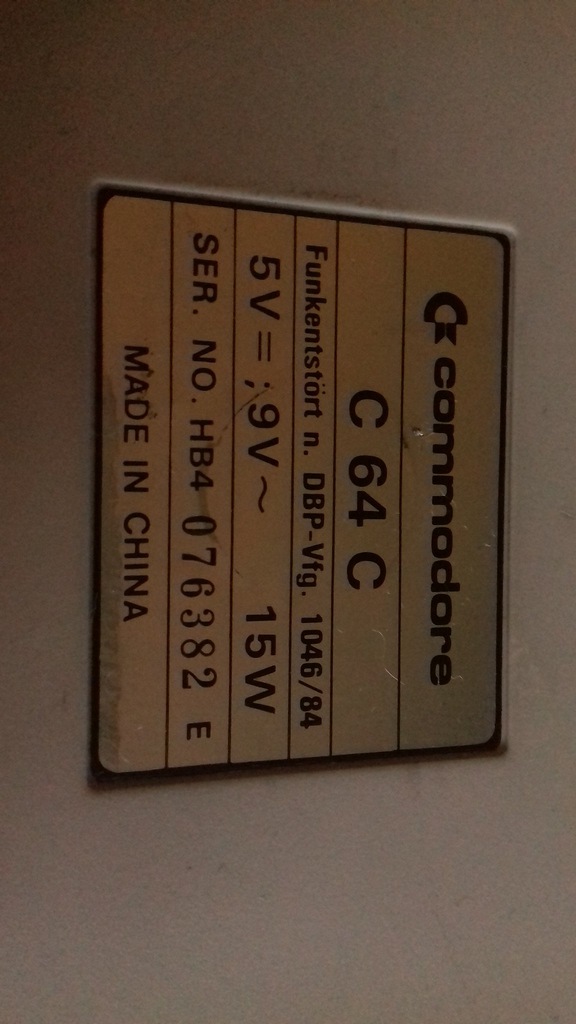 commodore
C 64 C
Funkentstört n. DBP-Vfg. 1046/84
5V = ; 9V ~ 15W
SER. NO. HB4 076382 E
MADE IN CHINA